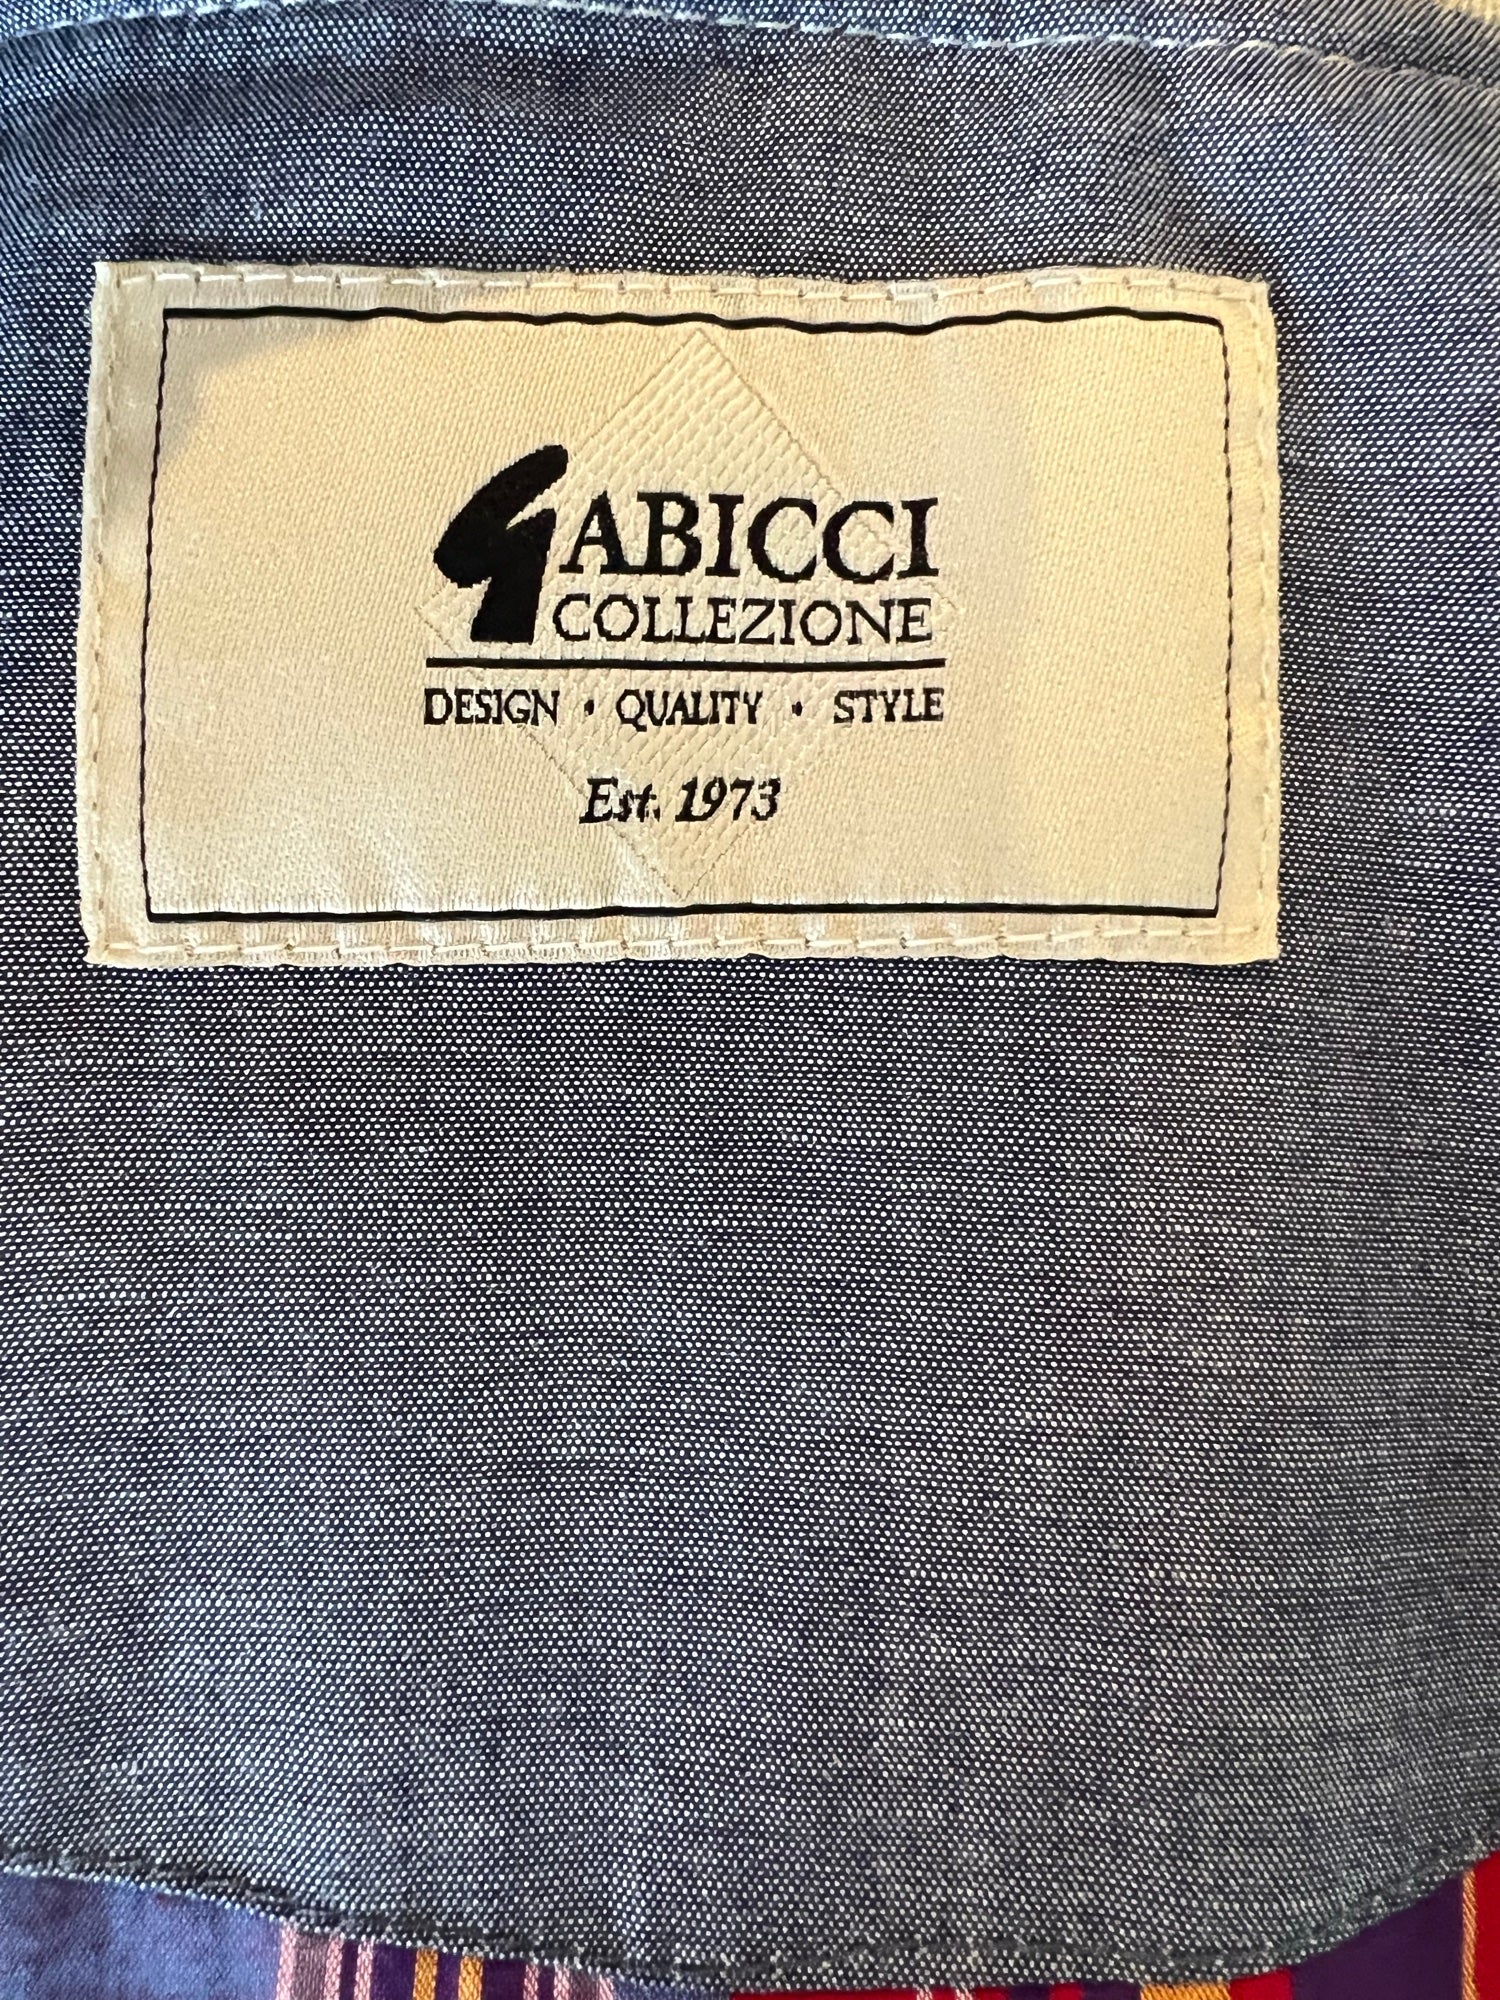 GABICCI
COLLEZIONE
DESIGN · QUALITY · STYLE
Est. 1973